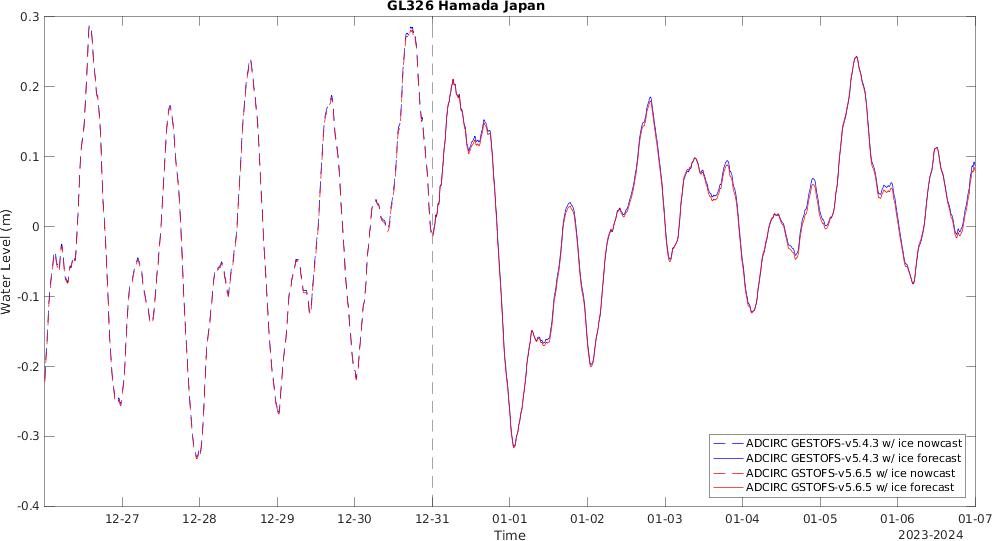 GL326 Hamada Japan
0.3
0.2
0.1
0
-0.1
-0.2
-0.3
-0.4
Water Level (m)
ADCIRC GESTOFS-v5.4.3 w/ ice nowcast
ADCIRC GESTOFS-v5.4.3 w/ ice forecast
ADCIRC GSTOFS-v5.6.5 w/ ice nowcast
ADCIRC GSTOFS-v5.6.5 w/ ice forecast
12-27 12-28 12-29 12-30 12-31 01-01 01-02 01-03 01-04 01-05 01-06 01-07
Time
2023-2024